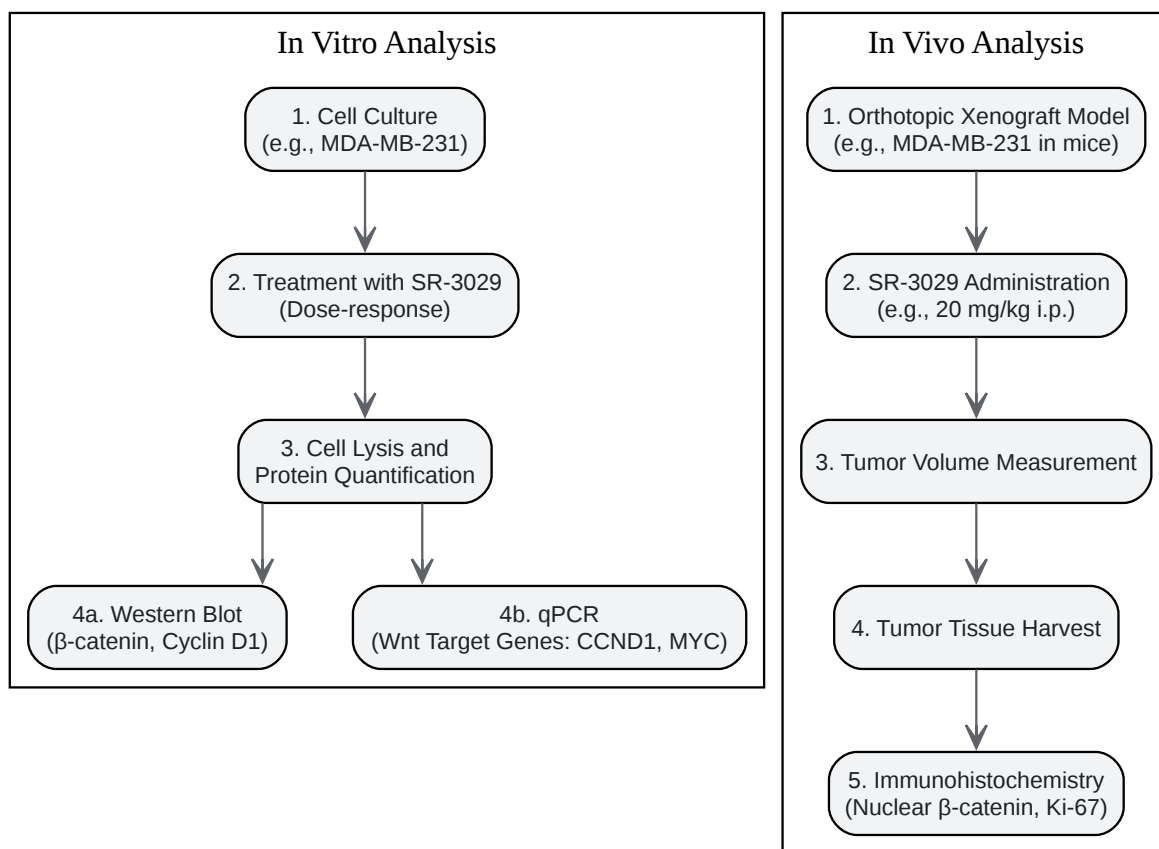 In Vitro Analysis
1. Cell Culture
(e.g., MDA-MB-231)
2. Treatment with SR-3029
(Dose-response)
3. Cell Lysis and
Protein Quantification
4a. Western Blot
(β-catenin, Cyclin D1)
4b. qPCR
(Wnt Target Genes: CCND1, MYC)
In Vivo Analysis
1. Orthotopic Xenograft Model
(e.g., MDA-MB-231 in mice)
2. SR-3029 Administration
(e.g., 20 mg/kg i.p.)
3. Tumor Volume Measurement
4. Tumor Tissue Harvest
5. Immunohistochemistry
(Nuclear β-catenin, Ki-67)